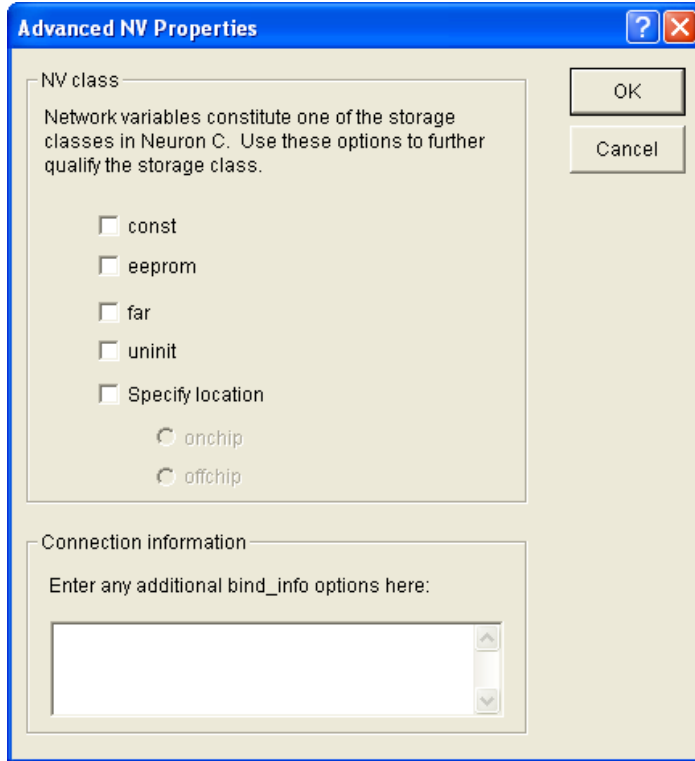 Advanced NV Properties
NV class
Network variables constitute one of the storage
classes in Neuron C. Use these options to further
qualify the storage class.
const
eeprom
far
uninit
Specify location
onchip
offchip
OK
Cancel
Connection information
Enter any additional bind_info options here: